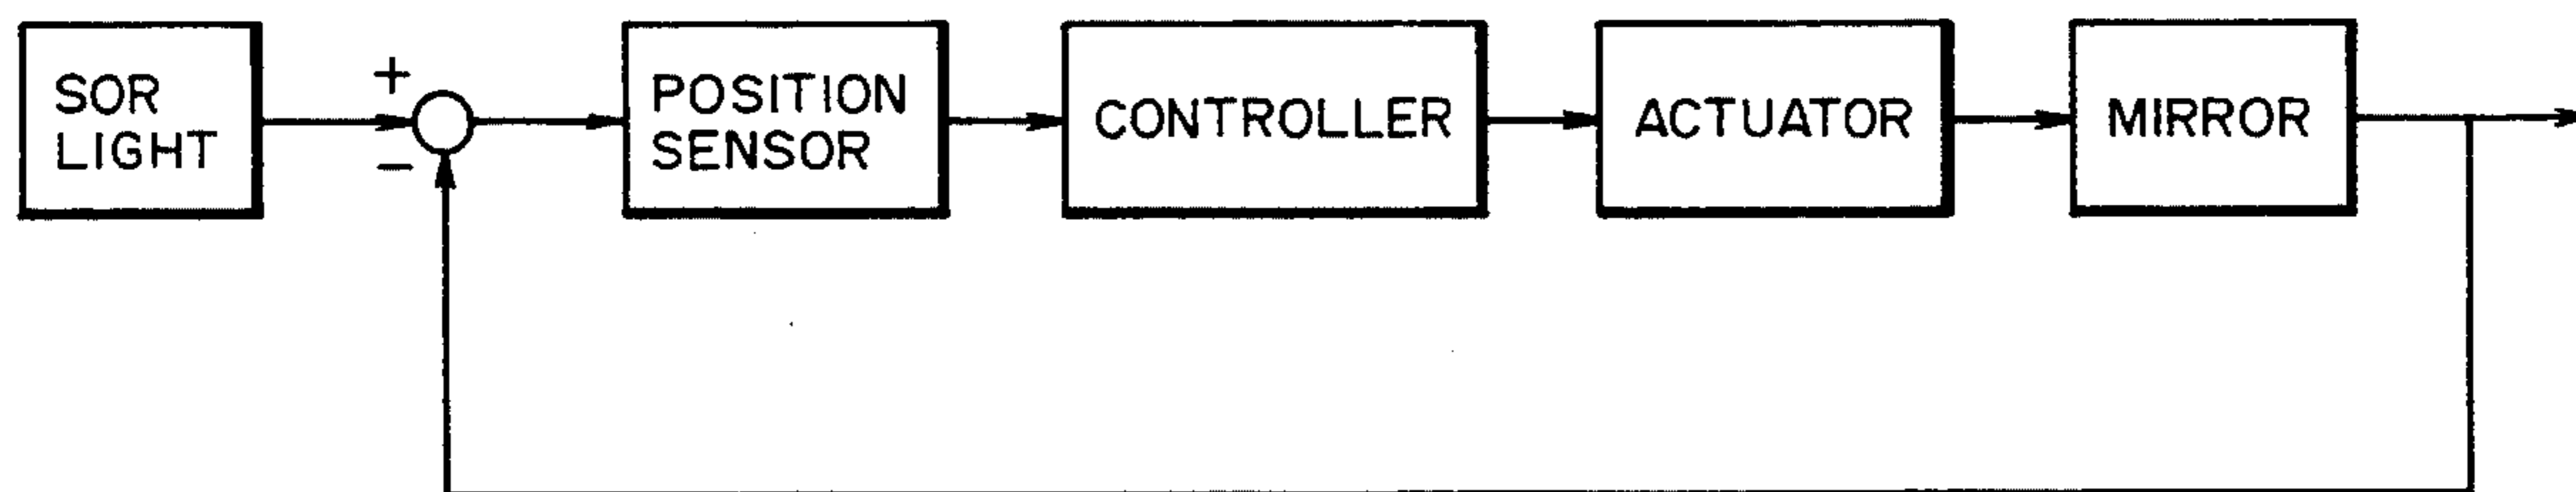 SOR
LIGHT
+
−
POSITION
SENSOR
CONTROLLER
ACTUATOR
MIRROR